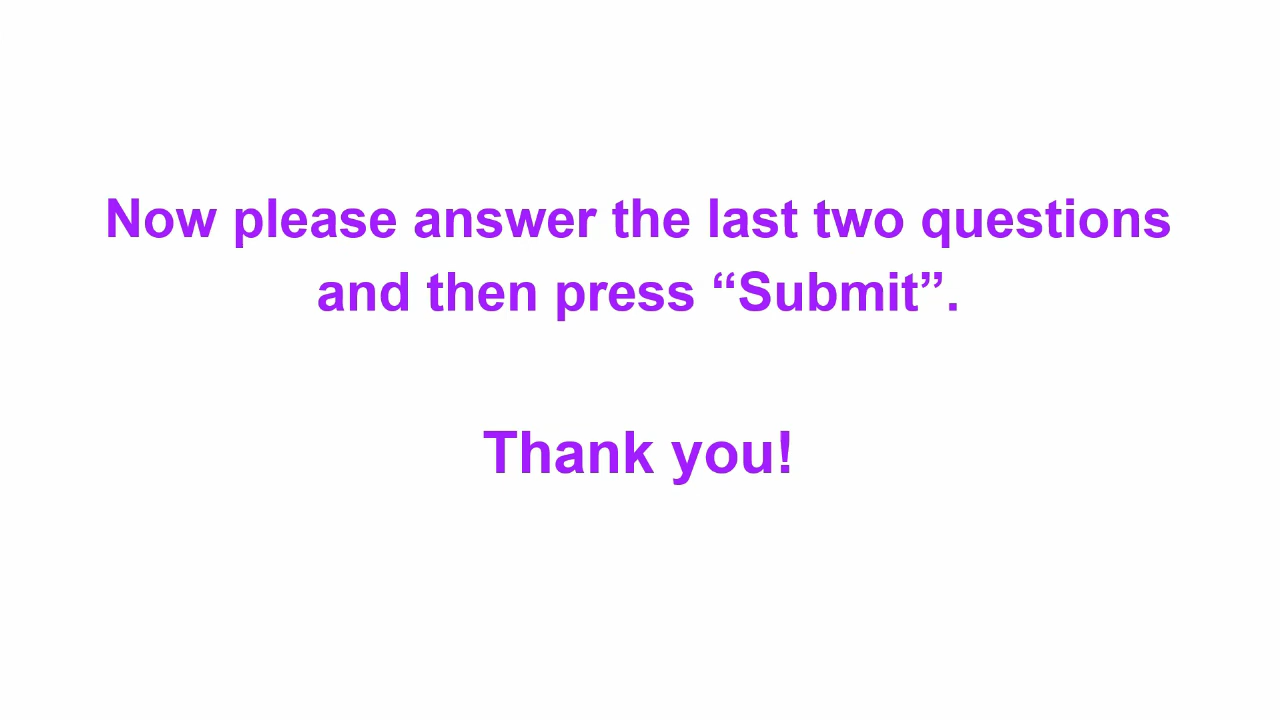 Now please answer the last two questions
and then press “Submit”.
Thank you!